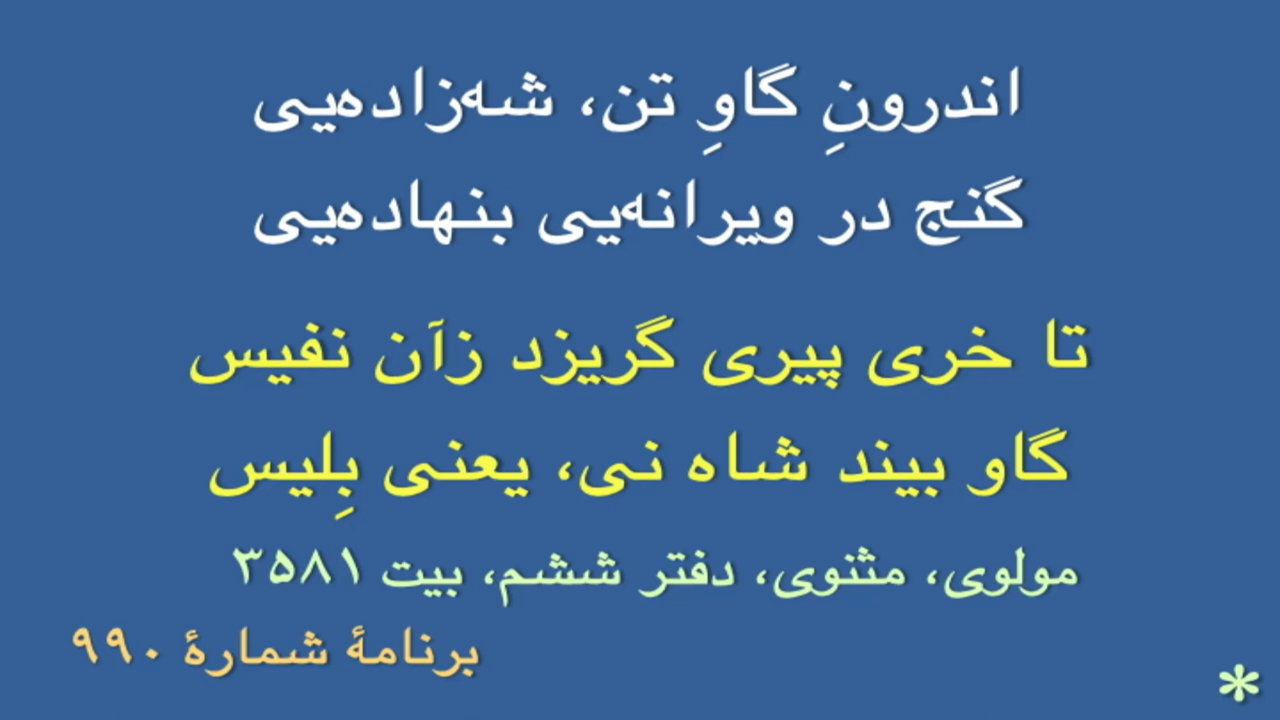 اندرونِ گاوِ تن، شه‌زاده‌یی
گنج در ویرانه‌یی بنهاده‌یی
تا خری پیری گریزد زآن نفیس
گاو بیند شاه نی، یعنی بِلیس
مولوی، مثنوی، دفتر ششم، بیت ۳۵۸۱
برنامهٔ شمارهٔ ۹۹۰
*